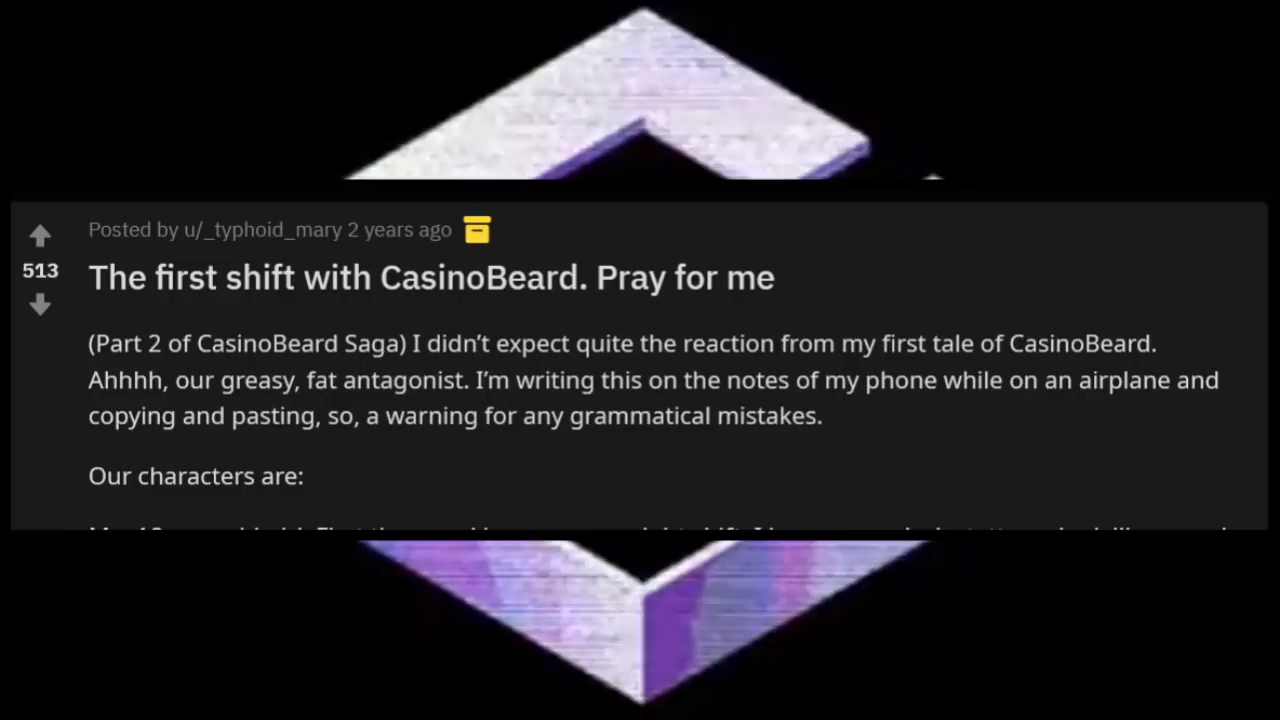 Posted by u/_typhoid_mary 2 years ago
513
The first shift with CasinoBeard. Pray for me
(Part 2 of CasinoBeard Saga) I didn’t expect quite the reaction from my first tale of CasinoBeard.
Ahhhh, our greasy, fat antagonist. I’m writing this on the notes of my phone while on an airplane and
copying and pasting, so, a warning for any grammatical mistakes.
Our characters are: